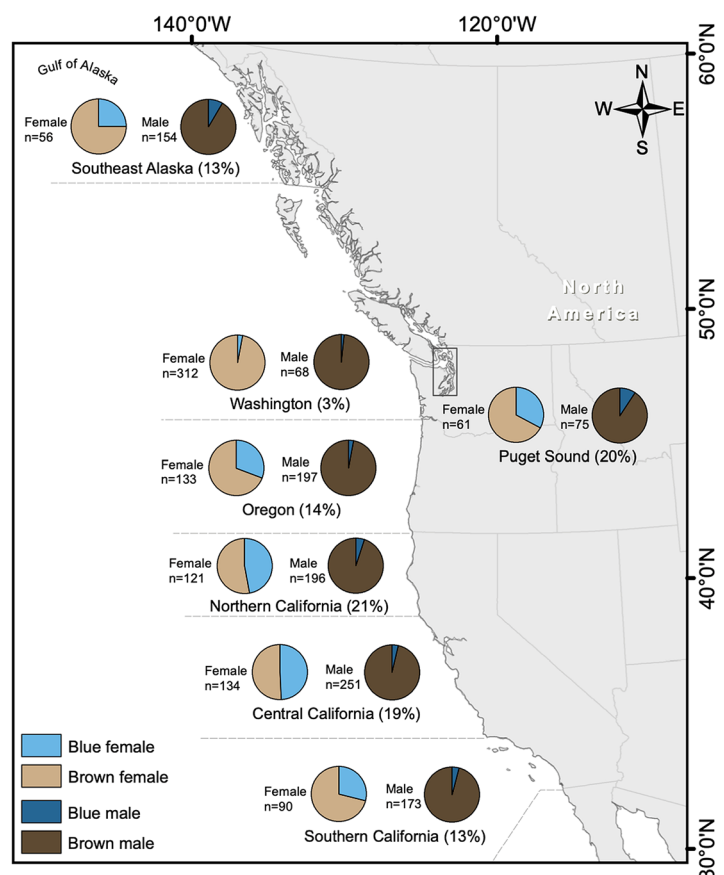 140°0'W 120°0'W
60°0'N
Gulf of Alaska
N
W E
S
Female
n=56
Male
n=154
Southeast Alaska (13%)
North
America
50°0'N
Female
n=312
Male
n=68
Washington (3%)
Female
n=61
Male
n=75
Puget Sound (20%)
Female
n=133
Male
n=197
Oregon (14%)
Female
n=121
Male
n=196
Northern California (21%)
40°0'N
Female
n=134
Male
n=251
Central California (19%)
Blue female
Brown female
Blue male
Brown male
Female
n=90
Male
n=173
Southern California (13%)
0°0'N